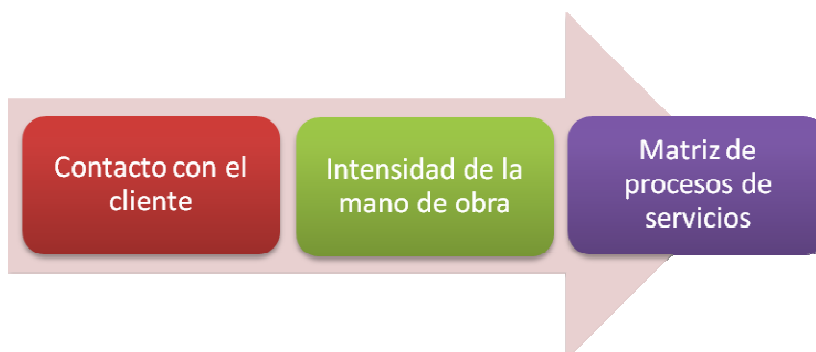 Contacto con el
cliente
Intensidad de la
mano de obra
Matriz de
procesos de
servicios